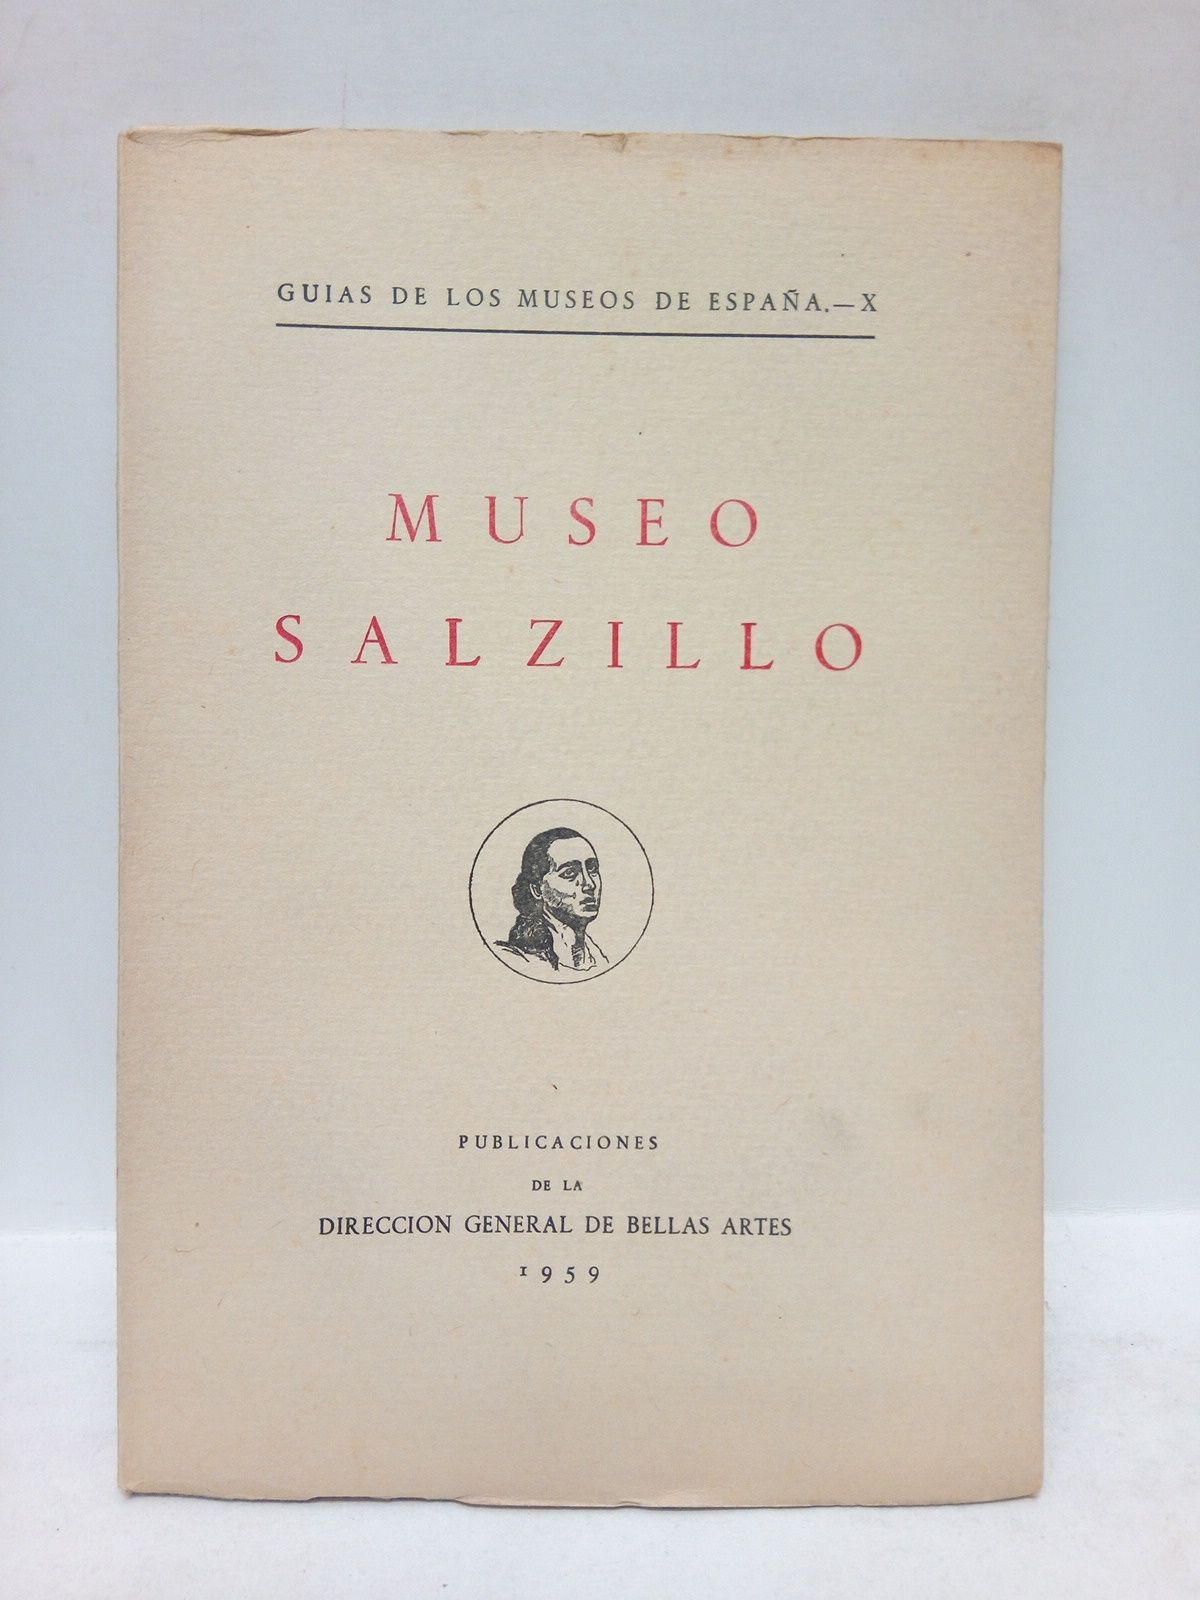 GUIAS DE LOS MUSEOS DE ESPAÑA.—X
MUSEO
SALZILLO
PUBLICACIONES
DE LA
DIRECCION GENERAL DE BELLAS ARTES
1959